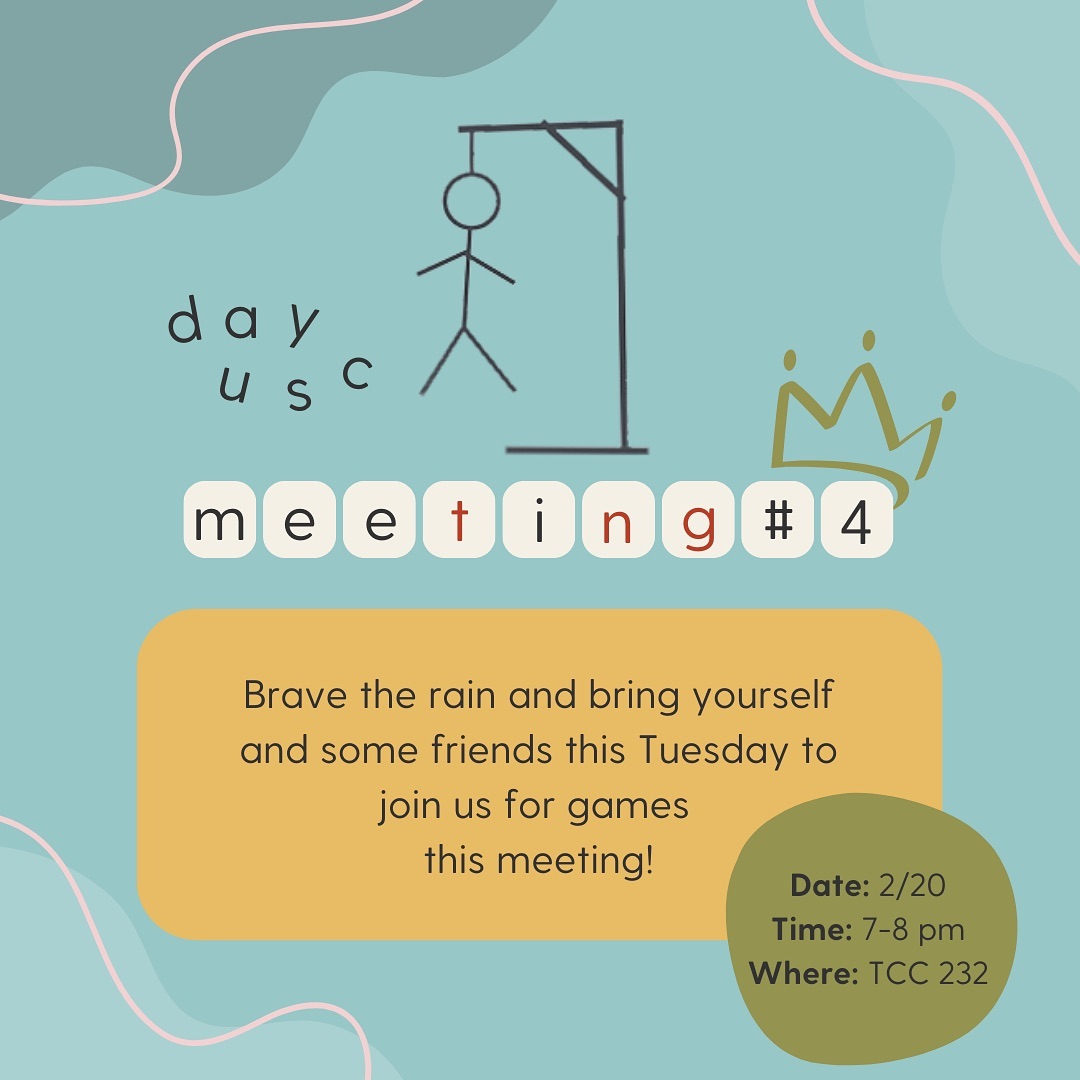 d a y
u s c
meeting#4
Brave the rain and bring yourself
and some friends this Tuesday to
join us for games
this meeting!
Date: 2/20
Time: 7-8 pm
Where: TCC 232